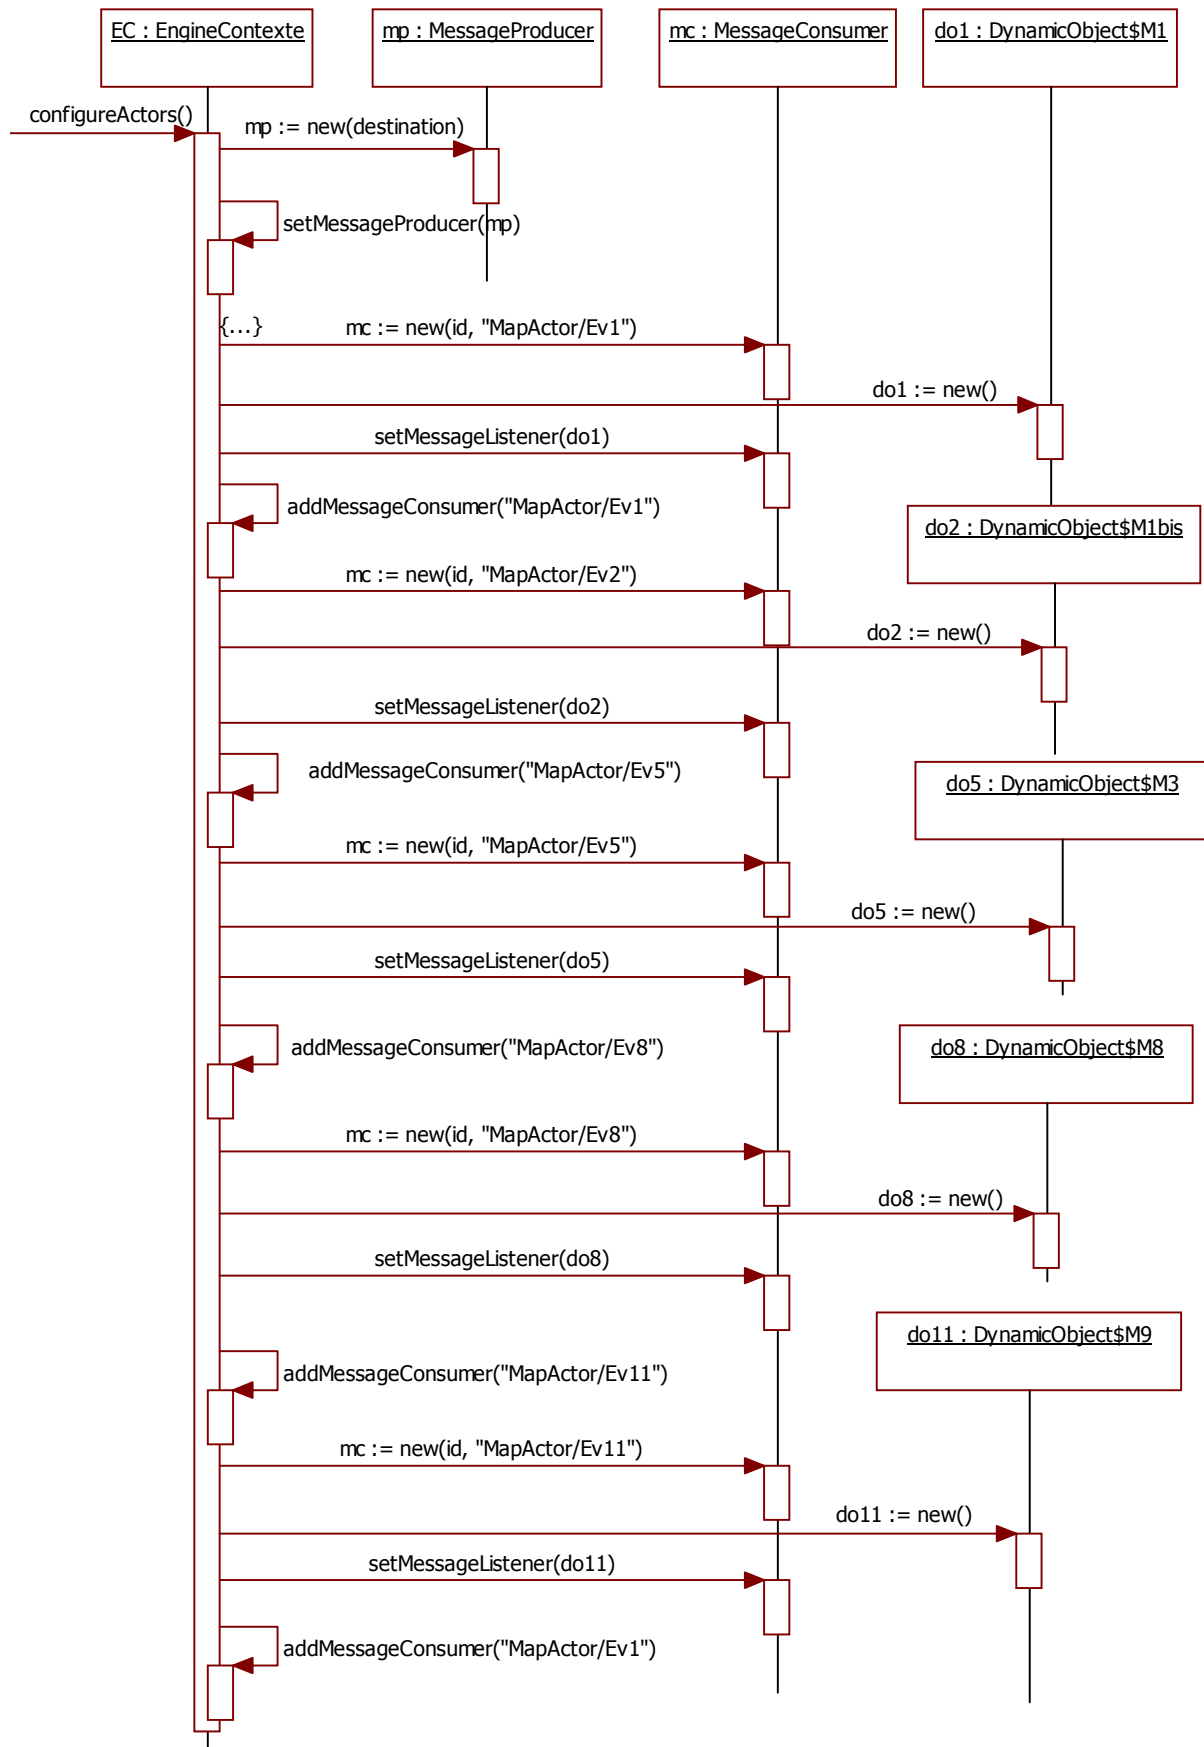 EC : EngineContexte
mp : MessageProducer
mc : MessageConsumer
do1 : DynamicObject$M1
configureActors()
mp := new(destination)
setMessageProducer(mp)
{...}
mc := new(id, "MapActor/Ev1")
do1 := new()
setMessageListener(do1)
addMessageConsumer("MapActor/Ev1")
do2 : DynamicObject$M1bis
mc := new(id, "MapActor/Ev2")
do2 := new()
setMessageListener(do2)
addMessageConsumer("MapActor/Ev5")
do5 : DynamicObject$M3
mc := new(id, "MapActor/Ev5")
do5 := new()
setMessageListener(do5)
addMessageConsumer("MapActor/Ev8")
do8 : DynamicObject$M8
mc := new(id, "MapActor/Ev8")
do8 := new()
setMessageListener(do8)
do11 : DynamicObject$M9
addMessageConsumer("MapActor/Ev11")
mc := new(id, "MapActor/Ev11")
do11 := new()
setMessageListener(do11)
addMessageConsumer("MapActor/Ev1")